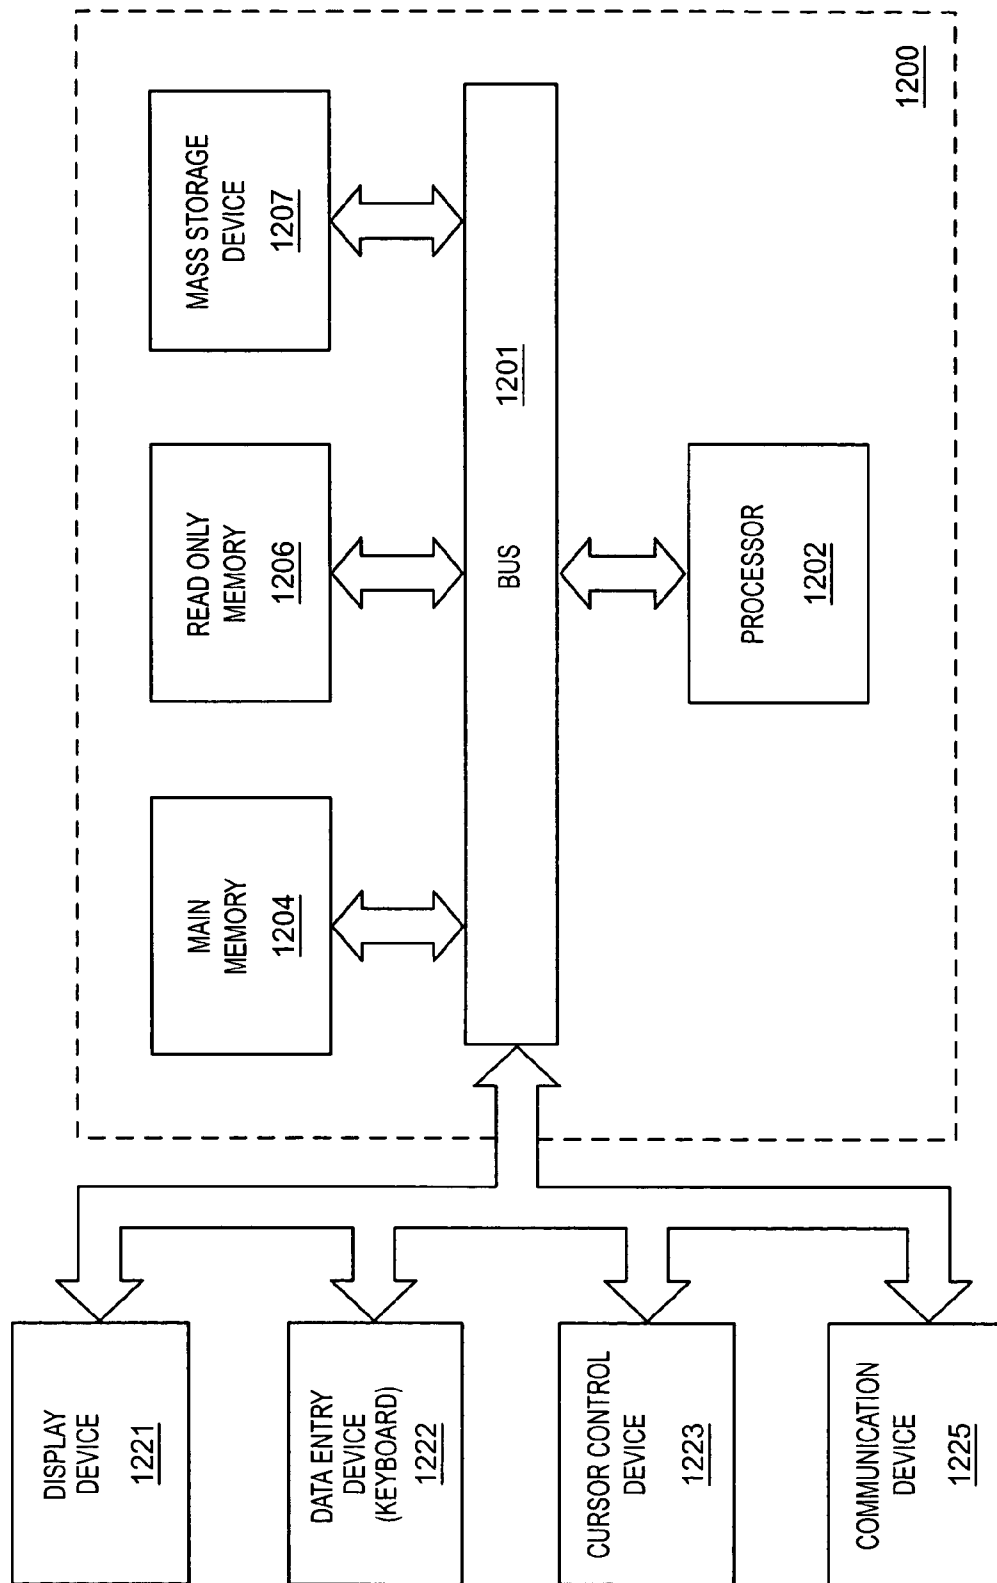 DISPLAY
DEVICE
1221
DATA ENTRY
DEVICE
(KEYBOARD)
1222
CURSOR CONTROL
DEVICE
1223
COMMUNICATION
DEVICE
1225
MAIN
MEMORY
1204
READ ONLY
MEMORY
1206
MASS STORAGE
DEVICE
1207
BUS
1201
PROCESSOR
1202
1200